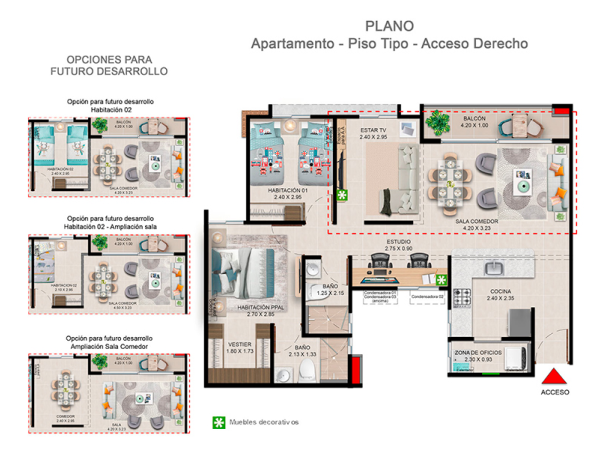 PLANO
Apartamento - Piso Tipo - Acceso Derecho
OPCIONES PARA
FUTURO DESARROLLO
Opción para futuro desarrollo
Habitación 02
BALCÓN
4.20 X 1.00
HABITACIÓN 02
2.40 X 2.95
SALA COMEDOR
4.20 X 3.23
Opción para futuro desarrollo
Habitación 02 - Ampliación sala
BALCÓN
4.20 X 1.00
HABITACIÓN 02
SALA COMEDOR
4.20 X 3.23
Opción para futuro desarrollo
Ampliación Sala Comedor
BALCÓN
4.20 X 1.00
COMEDOR
2.40 X 2.95
SALA
4.20 X 3.23
BALCÓN
4.20 X 1.00
ESTAR TV
2.40 X 2.95
HABITACIÓN 01
2.40 X 2.95
SALA COMEDOR
4.20 X 3.23
ESTUDIO
2.75 X 0.90
BAÑO
1.25 X 2.15
Condensadora 01
Condensadora 03
(encima)
Condensadora 02
COCINA
2.40 X 2.35
HABITACIÓN PPAL
2.70 X 2.95
VESTIER
1.60 X 1.73
BAÑO
2.13 X 1.33
ZONA DE OFICIOS
2.30 X 0.93
ACCESO
Muebles decorativos